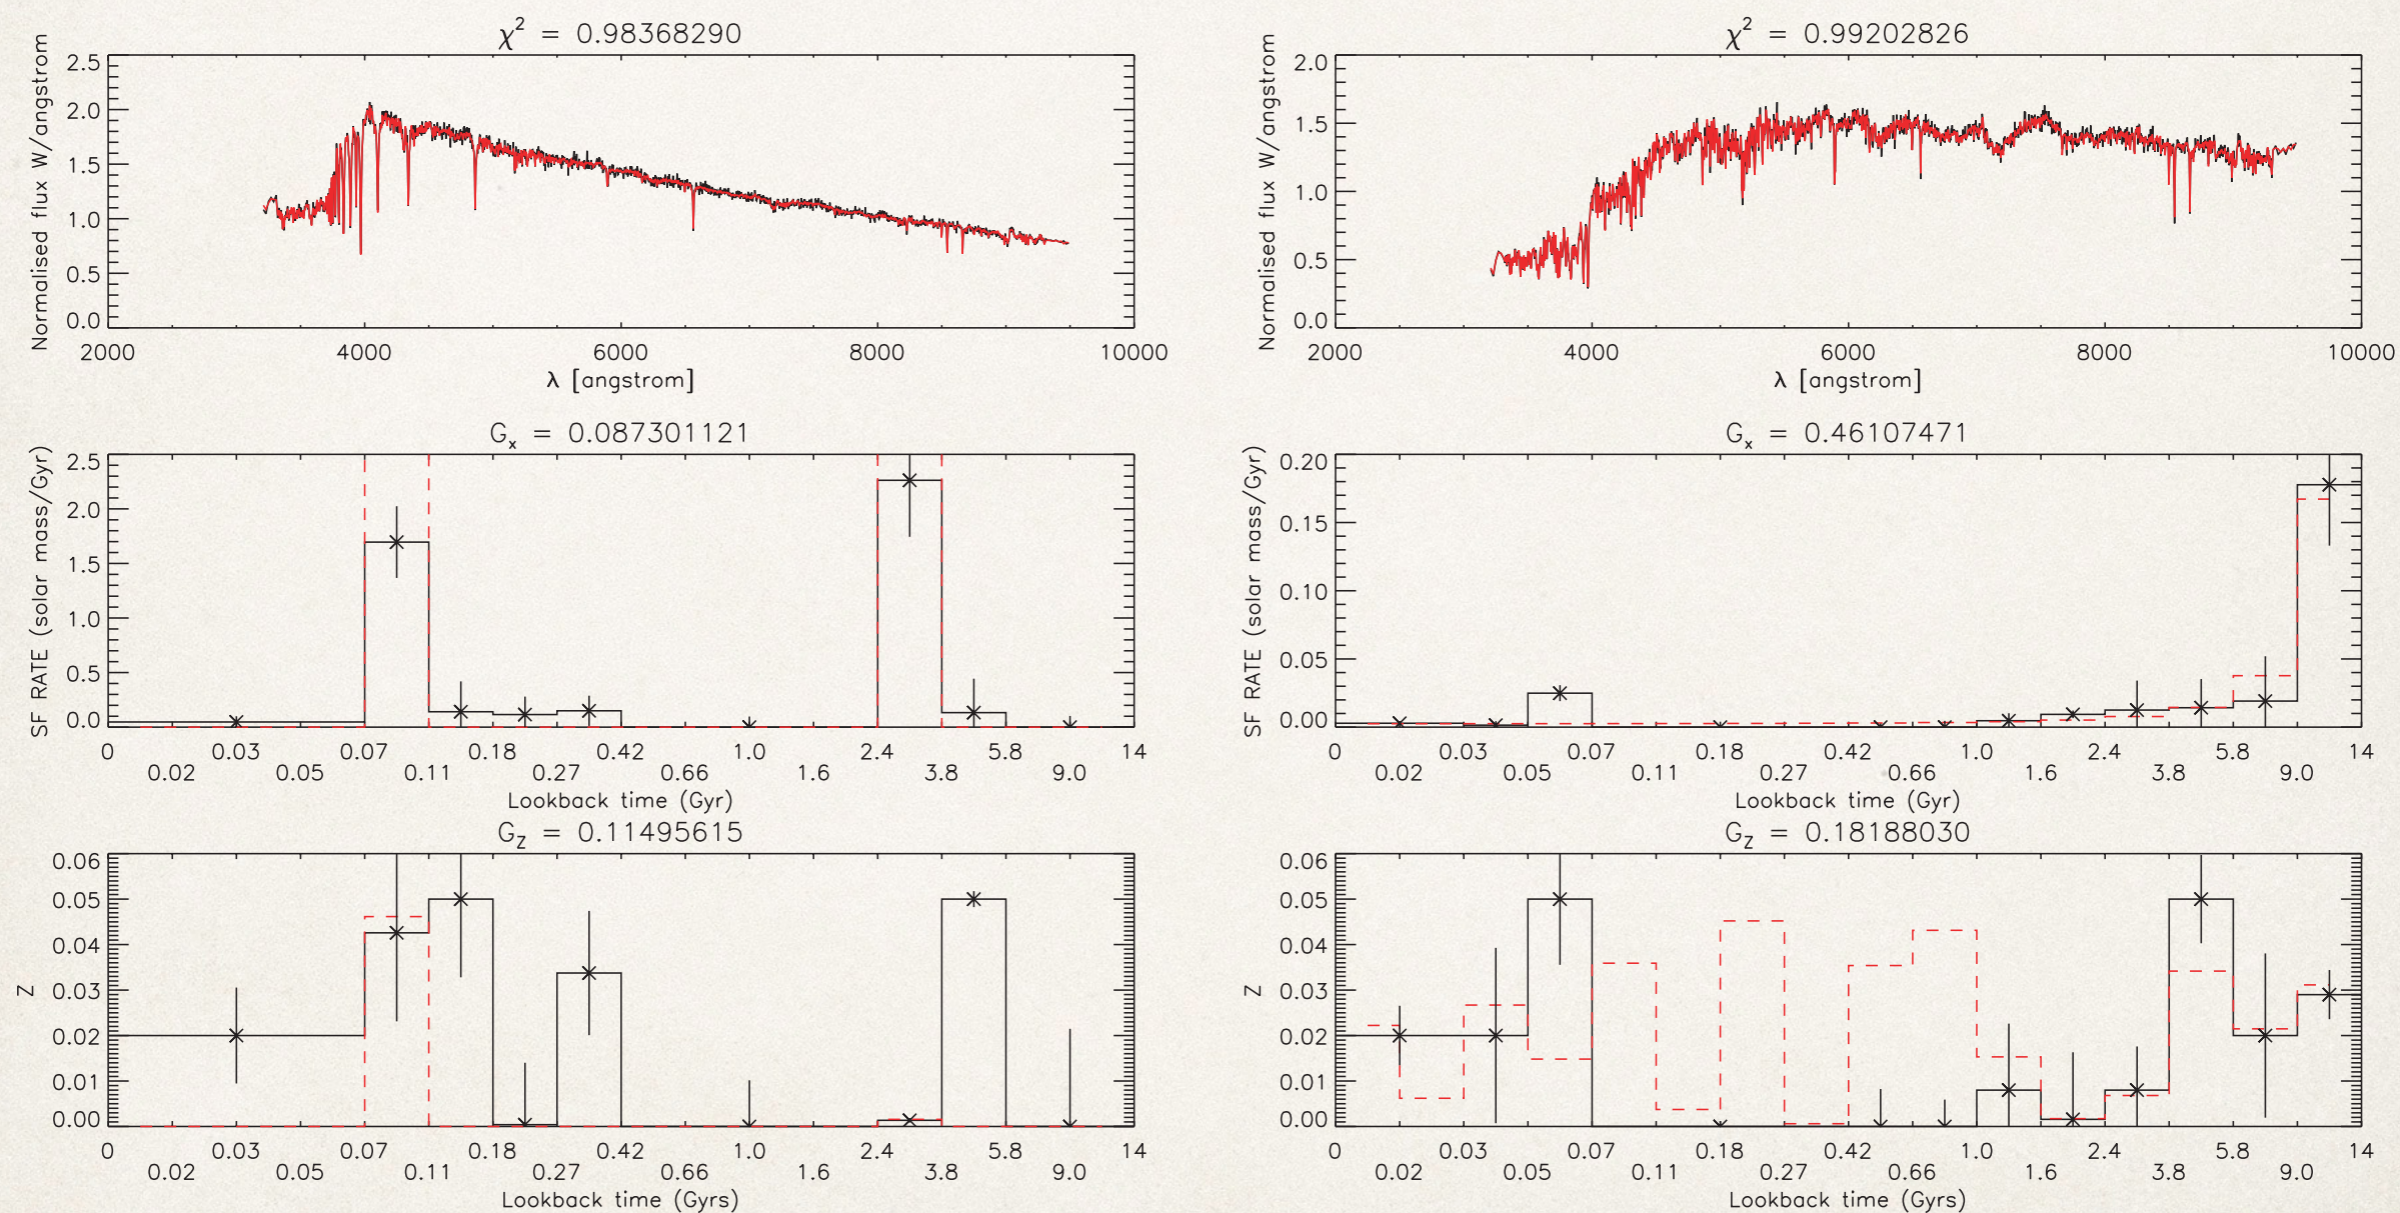 χ² = 0.98368290
Normalised flux W/angstrom
2.5
2.0
1.5
1.0
0.5
0.0
2000 4000 6000 8000 10000
λ [angstrom]
χ² = 0.99202826
Normalised flux W/angstrom
2.0
1.5
1.0
0.5
0.0
2000 4000 6000 8000 10000
λ [angstrom]
Gₓ = 0.087301121
SF RATE (solar mass/Gyr)
2.5
2.0
1.5
1.0
0.5
0.0
0 0.03 0.07 0.18 0.42 1.0 2.4 5.8 14
0.02 0.05 0.11 0.27 0.66 1.6 3.8 9.0
Lookback time (Gyr)
Gₓ = 0.46107471
SF RATE (solar mass/Gyr)
0.20
0.15
0.10
0.05
0.00
0 0.03 0.07 0.18 0.42 1.0 2.4 5.8 14
0.02 0.05 0.11 0.27 0.66 1.6 3.8 9.0
Lookback time (Gyr)
G_Z = 0.11495615
Z
0.06
0.05
0.04
0.03
0.02
0.01
0.00
0 0.03 0.07 0.18 0.42 1.0 2.4 5.8 14
0.02 0.05 0.11 0.27 0.66 1.6 3.8 9.0
Lookback time (Gyrs)
G_Z = 0.18188030
Z
0.06
0.05
0.04
0.03
0.02
0.01
0.00
0 0.03 0.07 0.18 0.42 1.0 2.4 5.8 14
0.02 0.05 0.11 0.27 0.66 1.6 3.8 9.0
Lookback time (Gyrs)